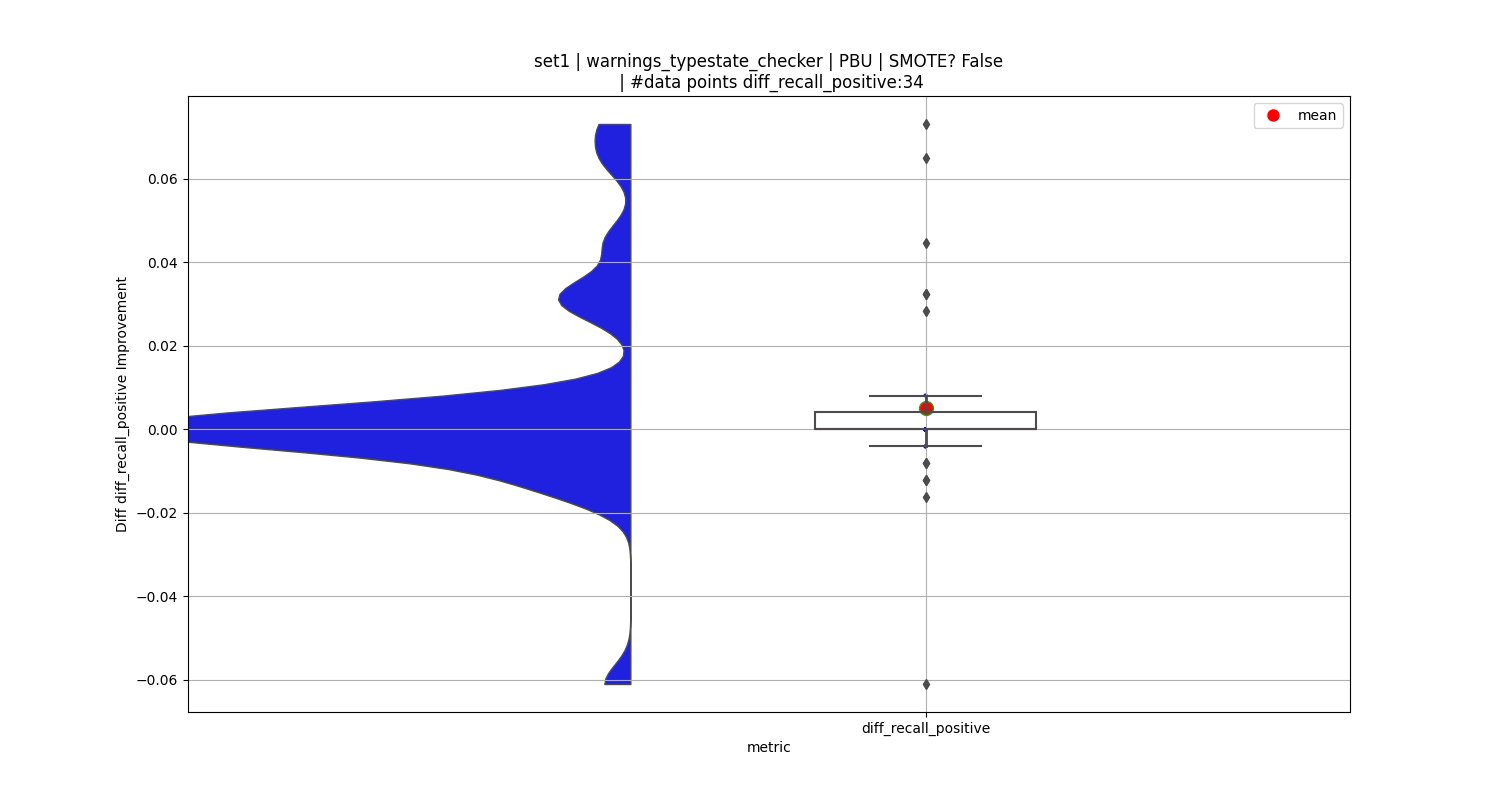 set1 | warnings_typestate_checker | PBU | SMOTE? False
| #data points diff_recall_positive:34
mean
0.06
0.04
0.02
0.00
−0.02
−0.04
−0.06
Diff diff_recall_positive Improvement
diff_recall_positive
metric